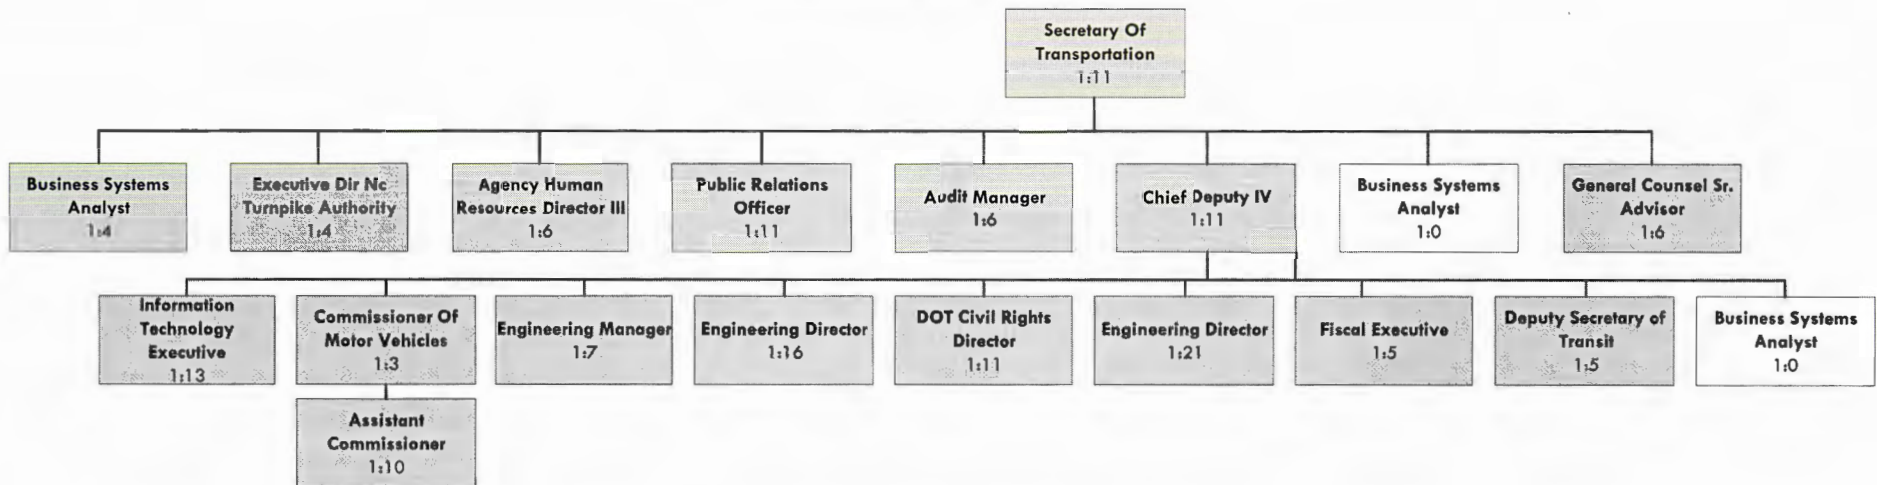 Secretary Of
Transportation
1:11
Business Systems
Analyst
1:4
Executive Dir Nc
Turnpike Authority
1:4
Agency Human
Resources Director III
1:6
Public Relations
Officer
1:11
Audit Manager
1:6
Chief Deputy IV
1:11
Business Systems
Analyst
1:0
General Counsel Sr.
Advisor
1:6
Information
Technology
Executive
1:13
Commissioner Of
Motor Vehicles
1:3
Engineering Manager
1:7
Engineering Director
1:16
DOT Civil Rights
Director
1:11
Engineering Director
1:21
Fiscal Executive
1:5
Deputy Secretary of
Transit
1:5
Business Systems
Analyst
1:0
Assistant
Commissioner
1:10